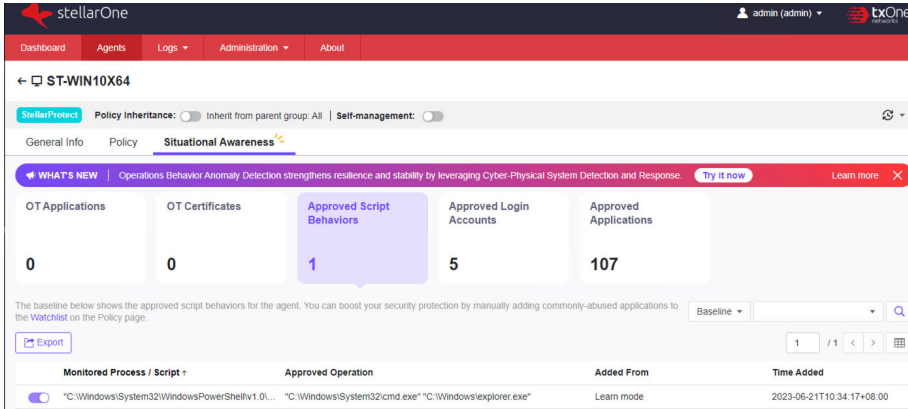 stellarOne
admin (admin)
txOne
networks
Dashboard Agents Logs Administration About
ST-WIN10X64
StellarProtect Policy Inheritance: Inherit from parent group: All | Self-management:
General Info Policy Situational Awareness
WHAT'S NEW | Operations Behavior Anomaly Detection strengthens resilience and stability by leveraging Cyber-Physical System Detection and Response. Try it now Learn more
OT Applications OT Certificates Approved Script Behaviors Approved Login Accounts Approved Applications
0 0 1 5 107
The baseline below shows the approved script behaviors for the agent. You can boost your security protection by manually adding commonly-abused applications to
the Watchlist on the Policy page.
Baseline
Export 1 / 1
Monitored Process / Script ↑ Approved Operation Added From Time Added
"C:\Windows\System32\WindowsPowerShell\v1.0\... "C:\Windows\System32\cmd.exe" "C:\Windows\explorer.exe" Learn mode 2023-06-21T10:34:17+08:00